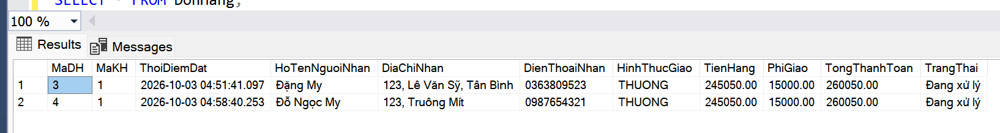 SELECT * FROM DonHang;
100 %
Results Messages
MaDH MaKH ThoiDiemDat HoTenNguoiNhan DiaChiNhan DienThoaiNhan HinhThucGiao TienHang PhiGiao TongThanhToan TrangThai
1 3 1 2026-10-03 04:51:41.097 Đặng My 123, Lê Văn Sỹ, Tân Bình 0363809523 THUONG 245050.00 15000.00 260050.00 Đang xử lý
2 4 1 2026-10-03 04:58:40.253 Đỗ Ngọc My 123, Truông Mít 0987654321 THUONG 245050.00 15000.00 260050.00 Đang xử lý